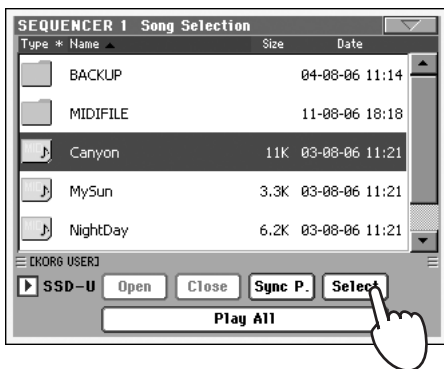 SEQUENCER 1 Song Selection
Type * Name Size Date
BACKUP 04-08-06 11:14
MIDIFILE 11-08-06 18:18
Canyon 11K 03-08-06 11:21
MySun 3.3K 03-08-06 11:21
NightDay 6.2K 03-08-06 11:21
[KORG USER]
SSD-U Open Close Sync P. Select
Play All